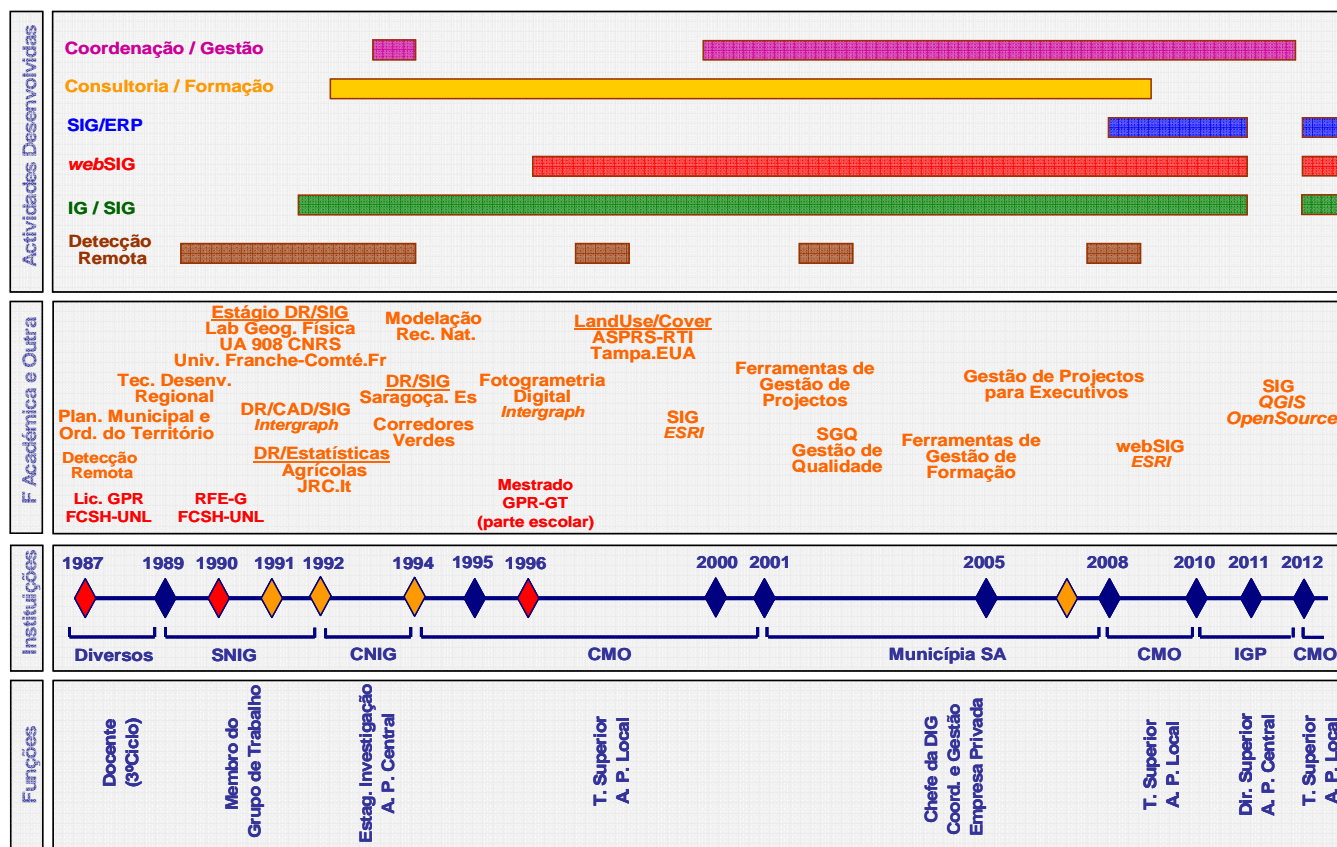 Actividades Desenvolvidas
Coordenação / Gestão
Consultoria / Formação
SIG/ERP
webSIG
IG / SIG
Detecção
Remota
F Académica e Outra
Estágio DR/SIG
Lab Geog. Física
UA 908 CNRS
Univ. Franche-Comté.Fr
Modelação
Rec. Nat.
LandUse/Cover
ASPRS-RTI
Tampa.EUA
Tec. Desenv.
Regional
DR/SIG
Saragoça. Es
Fotogrametria
Digital
Intergraph
Ferramentas de
Gestão de
Projectos
Gestão de Projectos
para Executivos
SIG
QGIS
OpenSource
Plan. Municipal e
Ord. do Território
DR/CAD/SIG
Intergraph
Corredores
Verdes
SIG
ESRI
SGQ
Gestão de
Qualidade
Ferramentas de
Gestão de
Formação
webSIG
ESRI
Detecção
Remota
DR/Estatísticas
Agrícolas
JRC.It
Lic. GPR
FCSH-UNL
RFE-G
FCSH-UNL
Mestrado
GPR-GT
(parte escolar)
Instituições
1987
1989
1990
1991
1992
1994
1995
1996
2000
2001
2005
2008
2010
2011
2012
Diversos
SNIG
CNIG
CMO
Municípia SA
CMO
IGP
CMO
Funções
Docente
(3ºCiclo)
Membro do
Grupo de Trabalho
Estag. Investigação
A. P. Central
T. Superior
A. P. Local
Chefe da DIG
Coord. e Gestão
Empresa Privada
T. Superior
A. P. Local
Dir. Superior
A. P. Central
T. Superior
A. P. Local